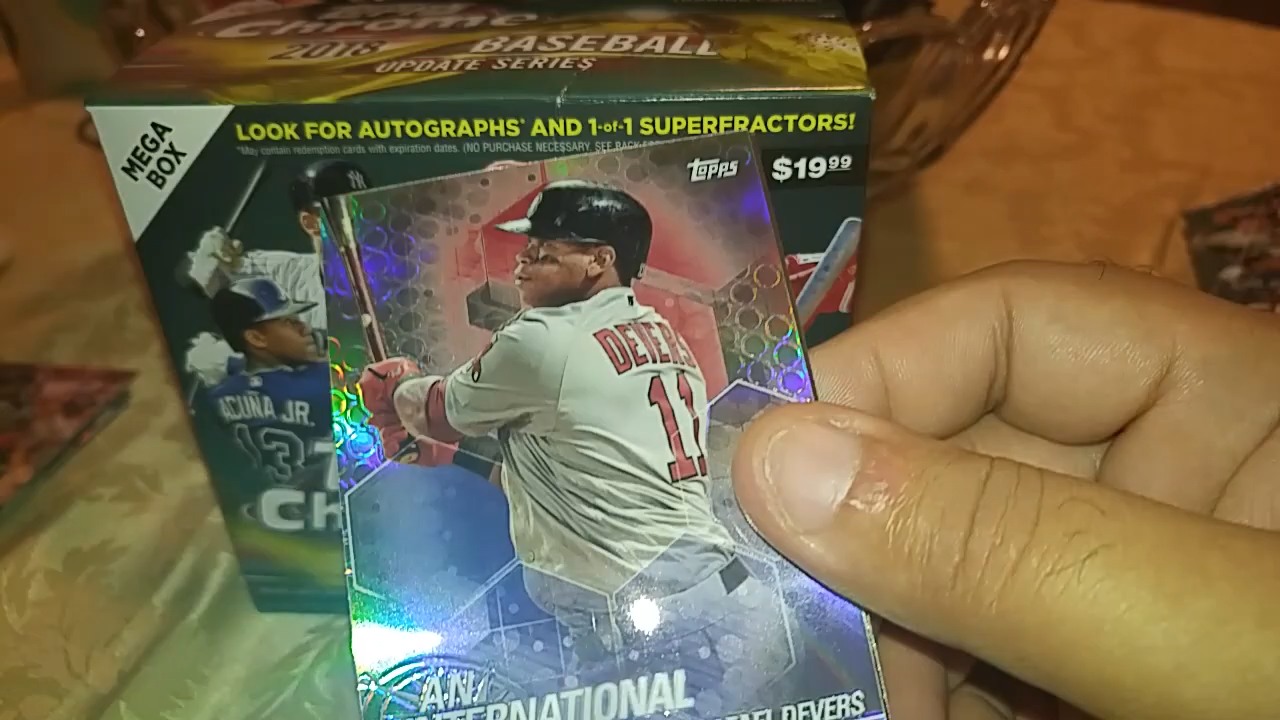 Chrome
2018 BASEBALL
UPDATE SERIES
MEGA BOX
LOOK FOR AUTOGRAPHS* AND 1-of-1 SUPERFRACTORS!
*May contain redemption cards with expiration dates. (NO PURCHASE NECESSARY. SEE BACK
TOPPS
$19.99
DEVERS
11
ACUÑA JR.
13
Ch
AN
INTERNATIONAL
DEVERS